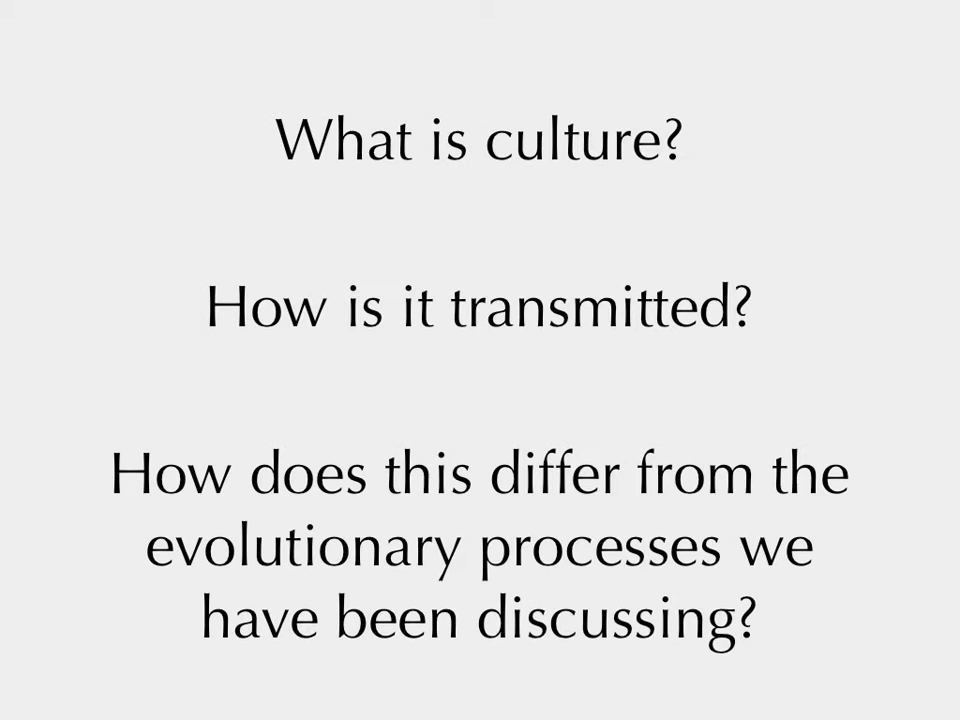 What is culture?
How is it transmitted?
How does this differ from the
evolutionary processes we
have been discussing?